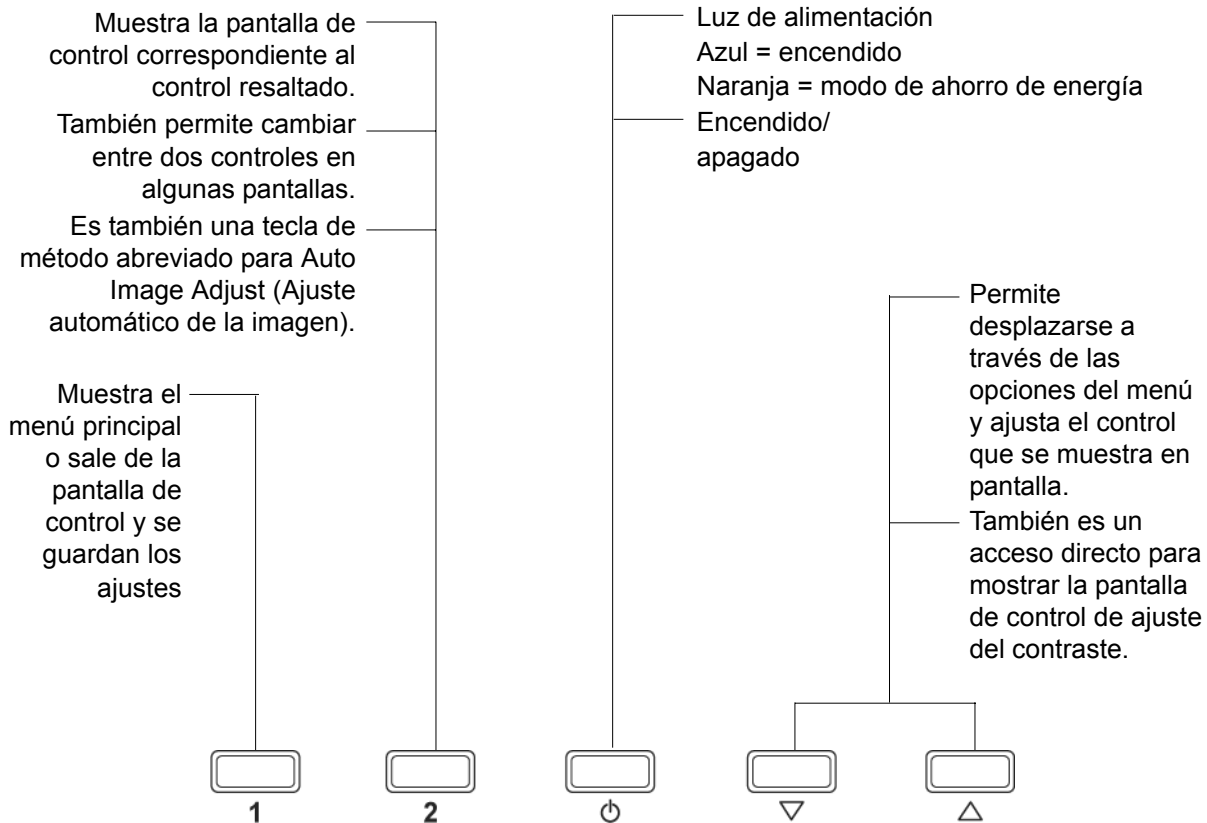 Muestra la pantalla de
control correspondiente al
control resaltado.
También permite cambiar
entre dos controles en
algunas pantallas.
Es también una tecla de
método abreviado para Auto
Image Adjust (Ajuste
automático de la imagen).
Muestra el
menú principal
o sale de la
pantalla de
control y se
guardan los
ajustes
Luz de alimentación
Azul = encendido
Naranja = modo de ahorro de energía
Encendido/
apagado
Permite
desplazarse a
través de las
opciones del menú
y ajusta el control
que se muestra en
pantalla.
También es un
acceso directo para
mostrar la pantalla
de control de ajuste
del contraste.
1
2